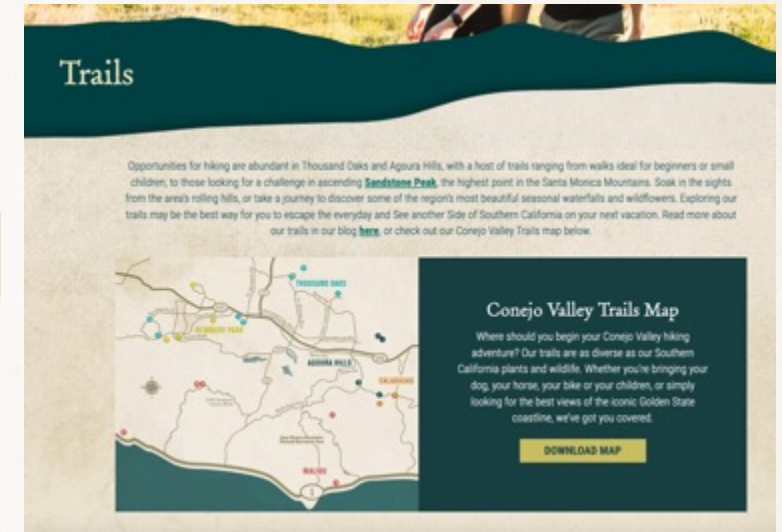 Trails
Opportunities for hiking are abundant in Thousand Oaks and Agoura Hills, with a host of trails ranging from walks ideal for beginners or small
children, to those looking for a challenge in ascending Sandstone Peak, the highest point in the Santa Monica Mountains. Soak in the sights
from the area's rolling hills, or take a journey to discover some of the region's most beautiful seasonal waterfalls and wildflowers. Exploring our
trails may be the best way for you to escape the everyday and See another Side of Southern California on your next vacation. Read more about
our trails in our blog here, or check out our Conejo Valley Trails map below.
THOUSAND OAKS
NEWBURY PARK
AGOURA HILLS
CALABASAS
MALIBU
1
Conejo Valley Trails Map
Where should you begin your Conejo Valley hiking
adventure? Our trails are as diverse as our Southern
California plants and wildlife. Whether you're bringing your
dog, your horse, your bike or your children, or simply
looking for the best views of the iconic Golden State
coastline, we've got you covered.
DOWNLOAD MAP